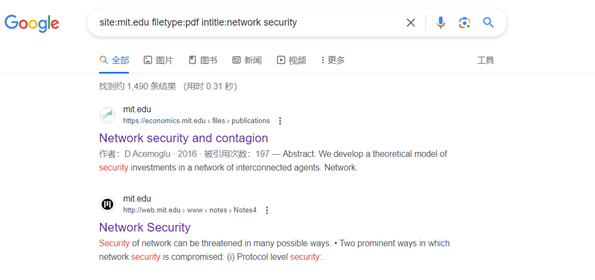 Google site:mit.edu filetype:pdf intitle:network security
全部 图片 图书 新闻 视频 更多 工具
找到约 1,490 条结果 （用时 0.31 秒）
mit.edu
https://economics.mit.edu › files › publications
Network security and contagion
作者：D Acemoglu · 2016 · 被引用次数：197 — Abstract. We develop a theoretical model of
security investments in a network of interconnected agents. Network.
mit.edu
http://web.mit.edu › www › notes › Notes4
Network Security
Security of network can be threatened in many possible ways. • Two prominent ways in which
network security is compromised: (i) Protocol level security:.